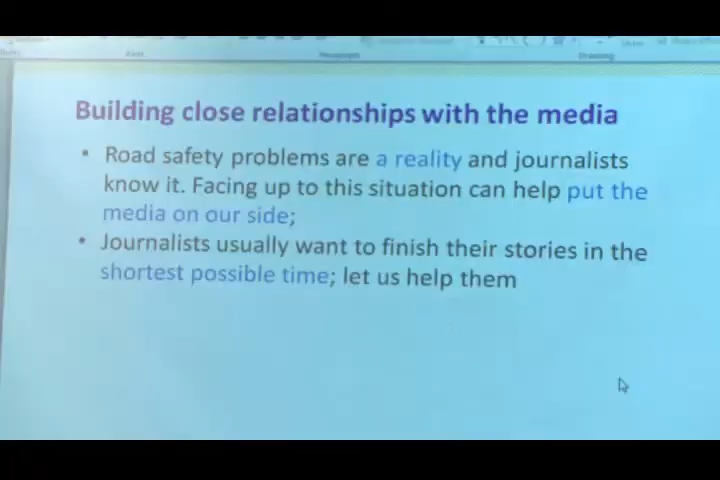 Paragraph
Drawing
Building close relationships with the media
• Road safety problems are a reality and journalists
know it. Facing up to this situation can help put the
media on our side;
• Journalists usually want to finish their stories in the
shortest possible time; let us help them